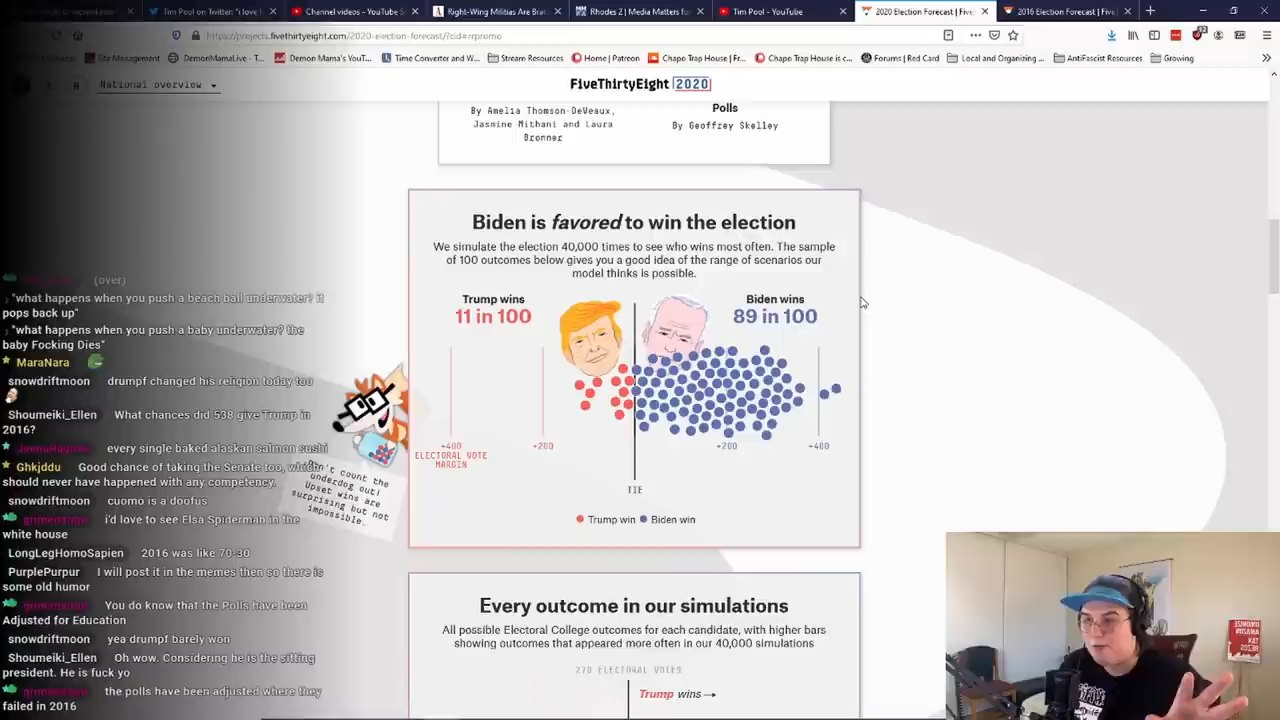 Tim Pool on Twitter: "I love l
Channel videos - YouTube S
Right-Wing Militias Are Brac
Rhodes 2 | Media Matters for
Tim Pool - YouTube
2020 Election Forecast | Five
2016 Election Forecast | Five
https://projects.fivethirtyeight.com/2020-election-forecast/?cid=rrpromo
Site Management
DemonMamaLive - T...
Demon Mama's YouT...
Time Converter and W...
Stream Resources
Home | Patreon
Chapo Trap House | Fr...
Chapo Trap House is c...
Forums | Red Card
Local and Organizing ...
AntiFascist Resources
Growing
National overview
FiveThirtyEight 2020
By Amelia Thomson-DeVeaux,
Jasmine Mithani and Laura
Bronner
Polls
By Geoffrey Skelley
Biden is favored to win the election
We simulate the election 40,000 times to see who wins most often. The sample
of 100 outcomes below gives you a good idea of the range of scenarios our
model thinks is possible.
Trump wins
11 in 100
Biden wins
89 in 100
+400
+200
+200
+400
ELECTORAL VOTE
MARGIN
TIE
Trump win
Biden win
Don't count the
underdog out!
Upset wins are
surprising but not
impossible.
Every outcome in our simulations
All possible Electoral College outcomes for each candidate, with higher bars
showing outcomes that appeared more often in our 40,000 simulations
270 ELECTORAL VOTES
Trump wins→
(over)
"what happens when you push a beach ball underwater? it
pops back up"
"what happens when you push a baby underwater? the
baby Focking Dies"
MaraNara
snowdriftmoon drumpf changed his religion today too
Shoumeiki_Ellen What chances did 538 give Trump in
2016?
every single baked alaskan salmon sushi
Ghkjddu Good chance of taking the Senate too, which
should never have happened with any competency.
snowdriftmoon cuomo is a doofus
i'd love to see Elsa Spiderman in the
white house
LongLegHomoSapien 2016 was like 70-30
PurplePurpur I will post it in the memes then so there is
some old humor
You do know that the Polls have been
Adjusted for Education
snowdriftmoon yea drumpf barely won
Shoumeiki_Ellen Oh wow. Considering he is the sitting
president. He is fuck yo
the polls have been adjusted where they
failed in 2016